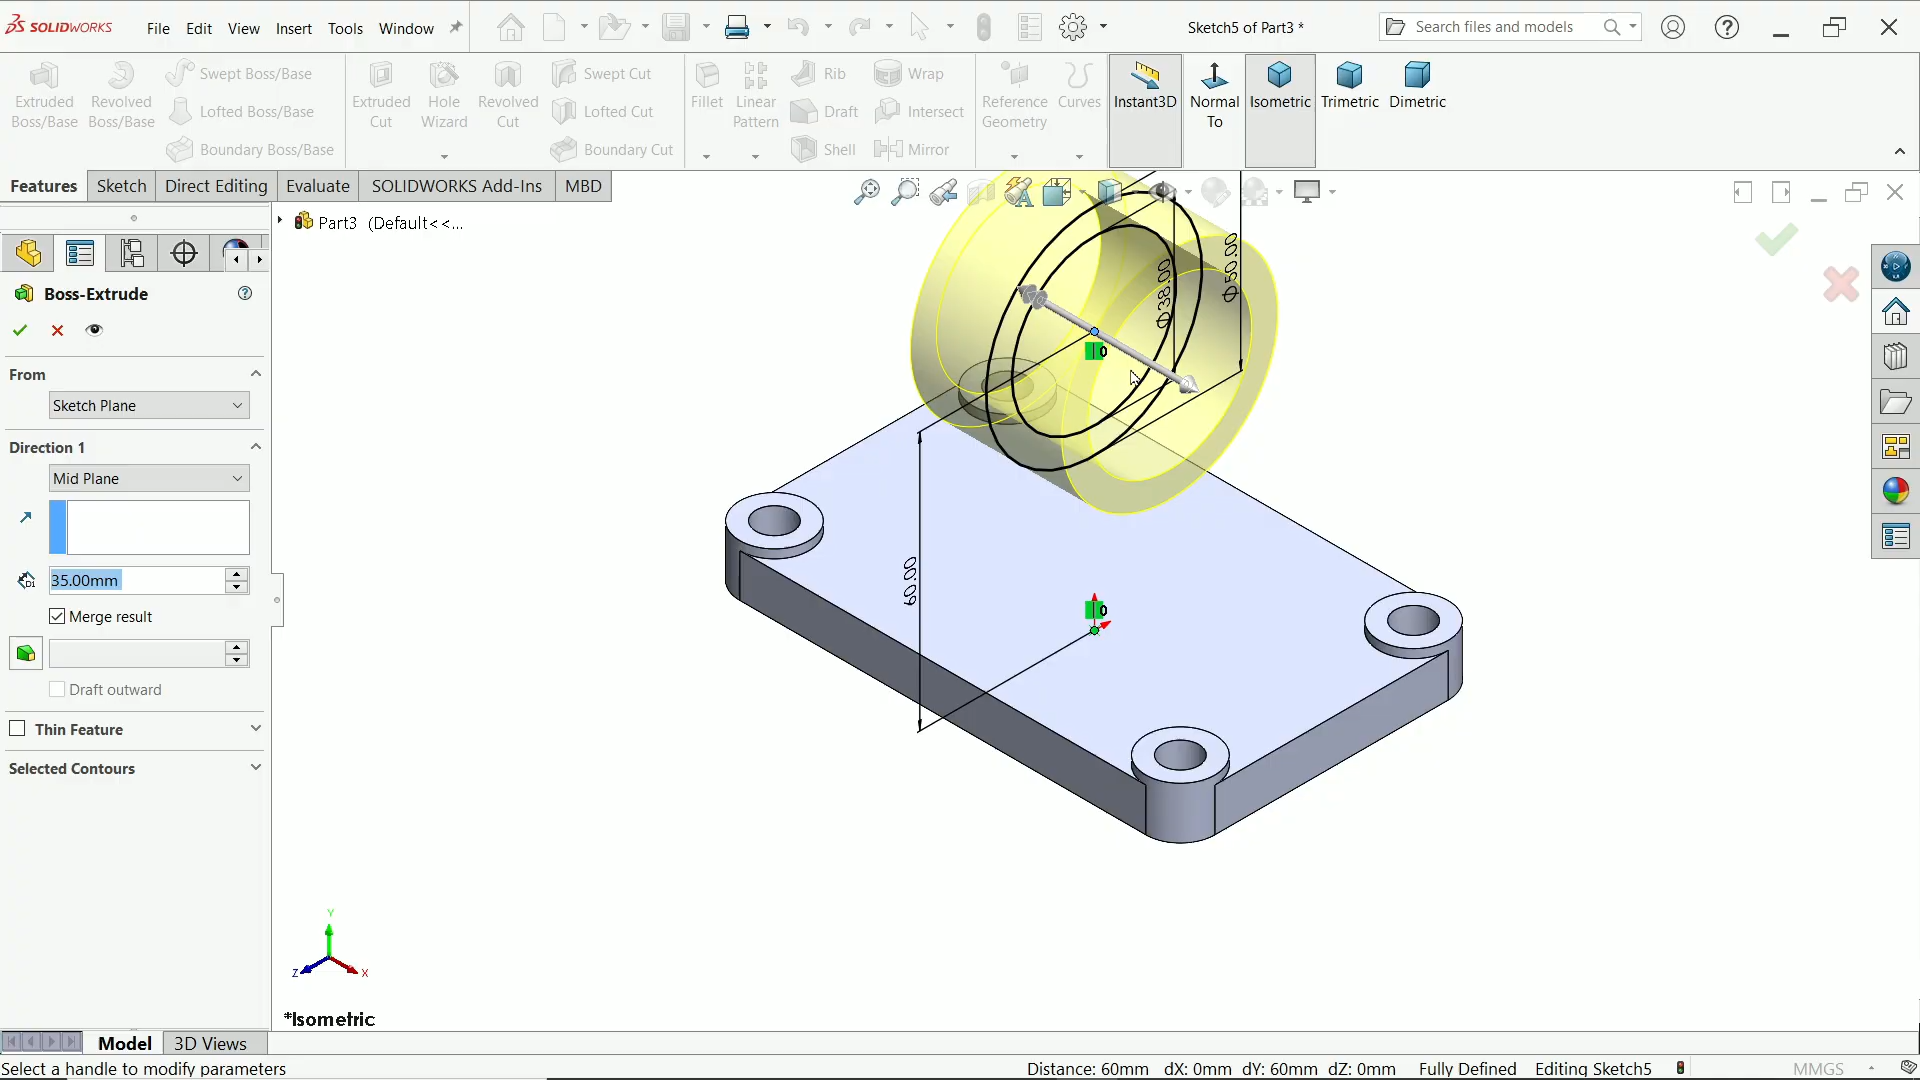 SOLIDWORKS File Edit View Insert Tools Window Sketch5 of Part3 * Search files and models
Extruded Boss/Base
Revolved Boss/Base
Swept Boss/Base
Lofted Boss/Base
Boundary Boss/Base
Extruded Cut
Hole Wizard
Revolved Cut
Swept Cut
Lofted Cut
Boundary Cut
Fillet
Linear Pattern
Rib
Draft
Shell
Wrap
Intersect
Mirror
Reference Geometry
Curves
Instant3D
Normal To
Isometric
Trimetric
Dimetric
Features Sketch Direct Editing Evaluate SOLIDWORKS Add-Ins MBD
Part3 (Default<<...
Boss-Extrude
From
Sketch Plane
Direction 1
Mid Plane
D1
35.00mm
Merge result
Draft outward
Thin Feature
Selected Contours
Φ38.00
Φ50.00
0
60.00
0
Y
Z
X
*Isometric
Model 3D Views
Select a handle to modify parameters Distance: 60mm dX: 0mm dY: 60mm dZ: 0mm Fully Defined Editing Sketch5 MMGS